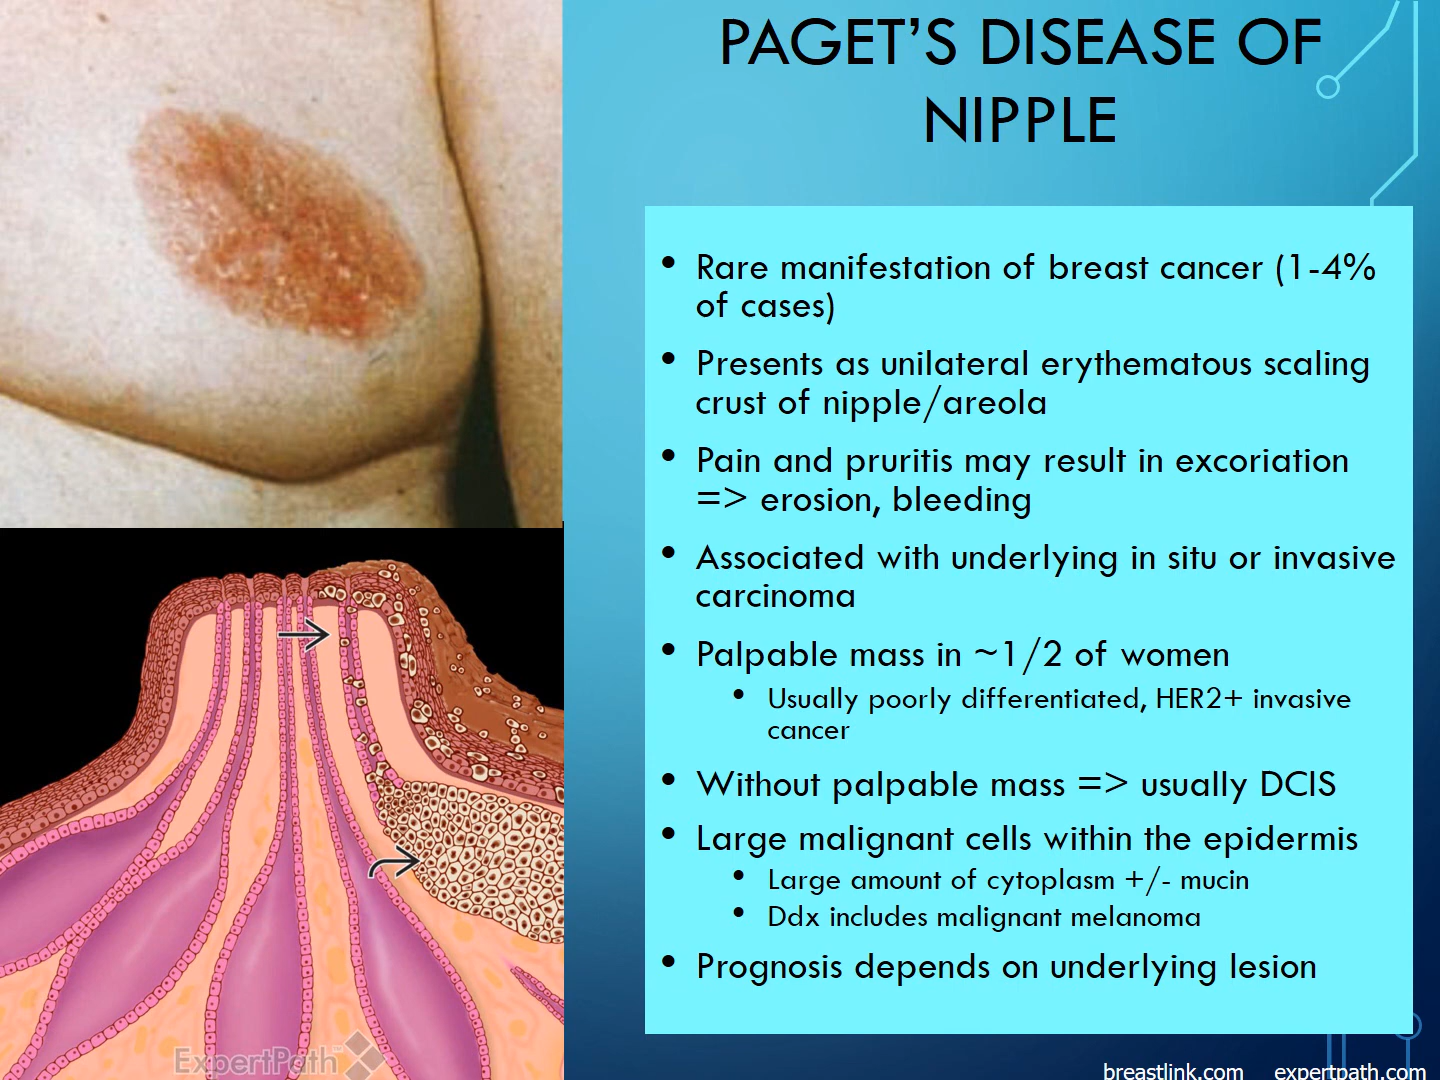 PAGET’S DISEASE OF
NIPPLE
• Rare manifestation of breast cancer (1-4%
of cases)
• Presents as unilateral erythematous scaling
crust of nipple/areola
• Pain and pruritis may result in excoriation
=> erosion, bleeding
• Associated with underlying in situ or invasive
carcinoma
• Palpable mass in ~1/2 of women
• Usually poorly differentiated, HER2+ invasive
cancer
• Without palpable mass => usually DCIS
• Large malignant cells within the epidermis
• Large amount of cytoplasm +/- mucin
• Ddx includes malignant melanoma
• Prognosis depends on underlying lesion
ExpertPath™
breastlink.com expertpath.com